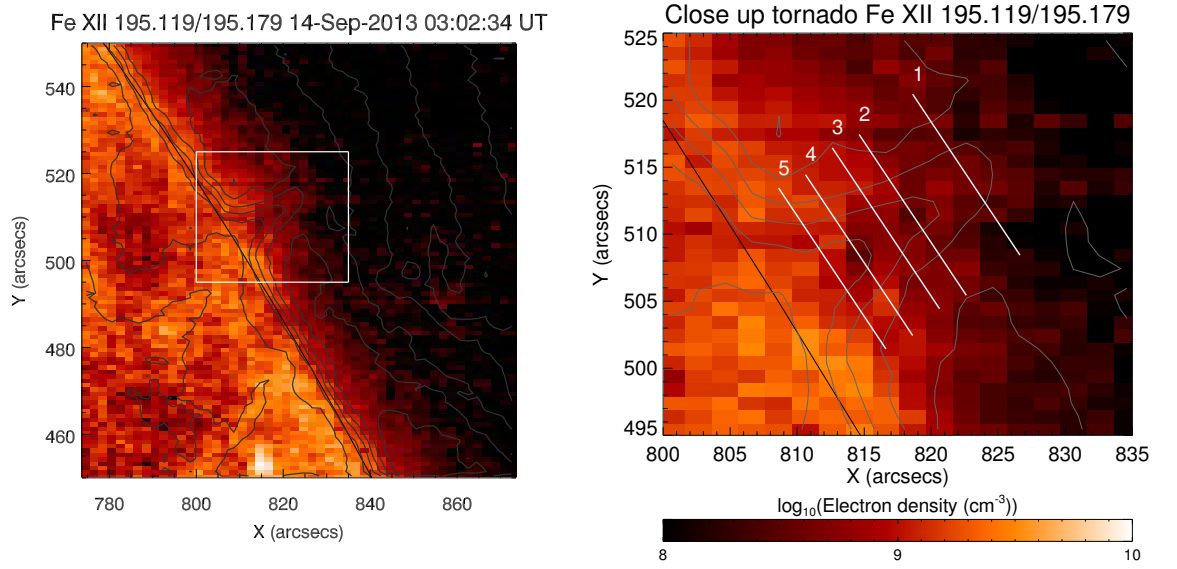 Fe XII 195.119/195.179 14-Sep-2013 03:02:34 UT
540
520
500
480
460
Y (arcsecs)
780 800 820 840 860
X (arcsecs)
Close up tornado Fe XII 195.119/195.179
525
520
515
510
505
500
495
Y (arcsecs)
1
2
3
4
5
800 805 810 815 820 825 830 835
X (arcsecs)
log₁₀(Electron density (cm⁻³))
8 9 10